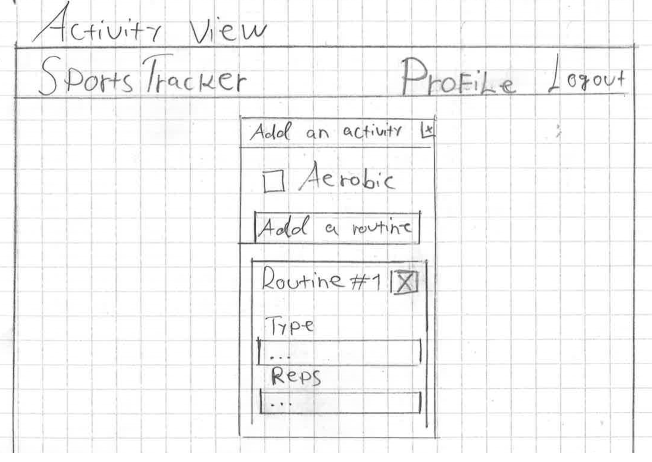 Activity View
SportsTracker Profile Logout
Add an activity x
Aerobic
Add a routine
Routine #1 X
Type
...
Reps
...